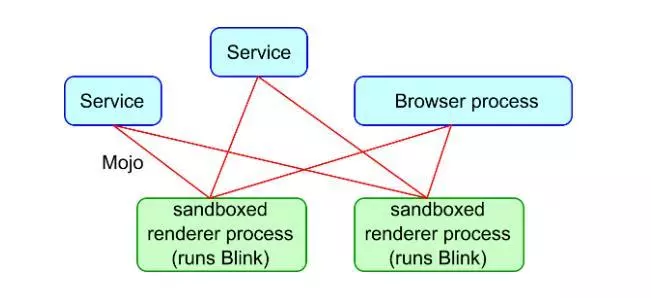 Service
Service
Browser process
Mojo
sandboxed
renderer process
(runs Blink)
sandboxed
renderer process
(runs Blink)